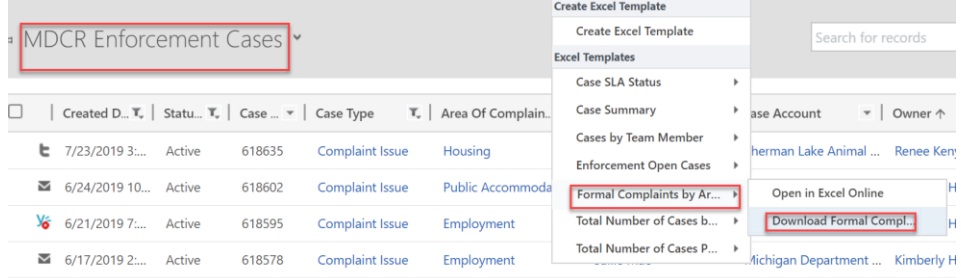 Create Excel Template
MDCR Enforcement Cases
Create Excel Template
Search for records
Excel Templates
Case SLA Status
Created D... Statu... Case ... Case Type Area Of Complain... ase Account Owner
Case Summary
Cases by Team Member
7/23/2019 3:... Active 618635 Complaint Issue Housing herman Lake Animal ... Renee Keny
Enforcement Open Cases
6/24/2019 10... Active 618602 Complaint Issue Public Accommoda H
Formal Complaints by Ar... Open in Excel Online
6/21/2019 7:... Active 618595 Complaint Issue Employment H
Total Number of Cases b... Download Formal Compl...
Total Number of Cases P...
6/17/2019 2:... Active 618578 Complaint Issue Employment Michigan Department ... Kimberly H